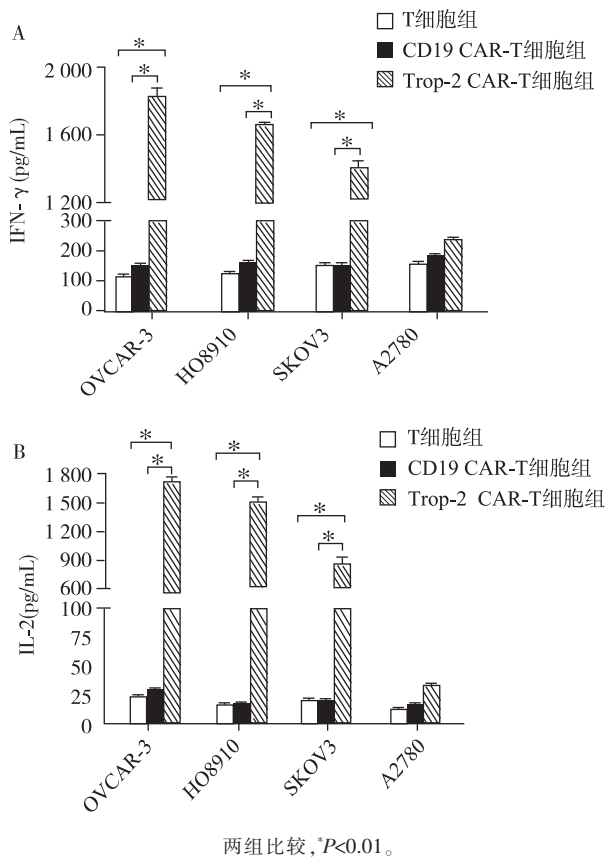 A
T细胞组
CD19 CAR-T细胞组
Trop-2 CAR-T细胞组
IFN-γ (pg/mL)
2 000
1 600
1 200
300
200
100
0
* * * * * *
OVCAR-3 HO8910 SKOV3 A2780
B
T细胞组
CD19 CAR-T细胞组
Trop-2 CAR-T细胞组
IL-2(pg/mL)
1 800
1 500
1 200
900
600
100
75
50
25
0
* * * * * *
OVCAR-3 HO8910 SKOV3 A2780
两组比较,*P<0.01。